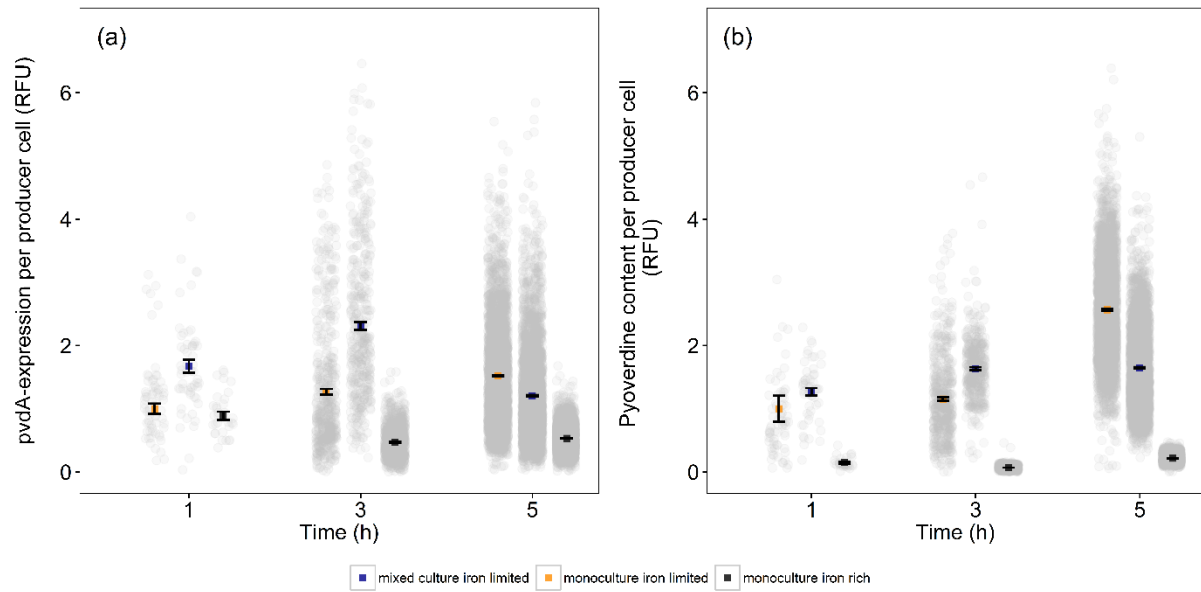 (a)
pvdA-expression per producer cell (RFU)
6
4
2
0
1
3
5
Time (h)
(b)
Pyoverdine content per producer cell
(RFU)
6
4
2
0
1
3
5
Time (h)
mixed culture iron limited
monoculture iron limited
monoculture iron rich